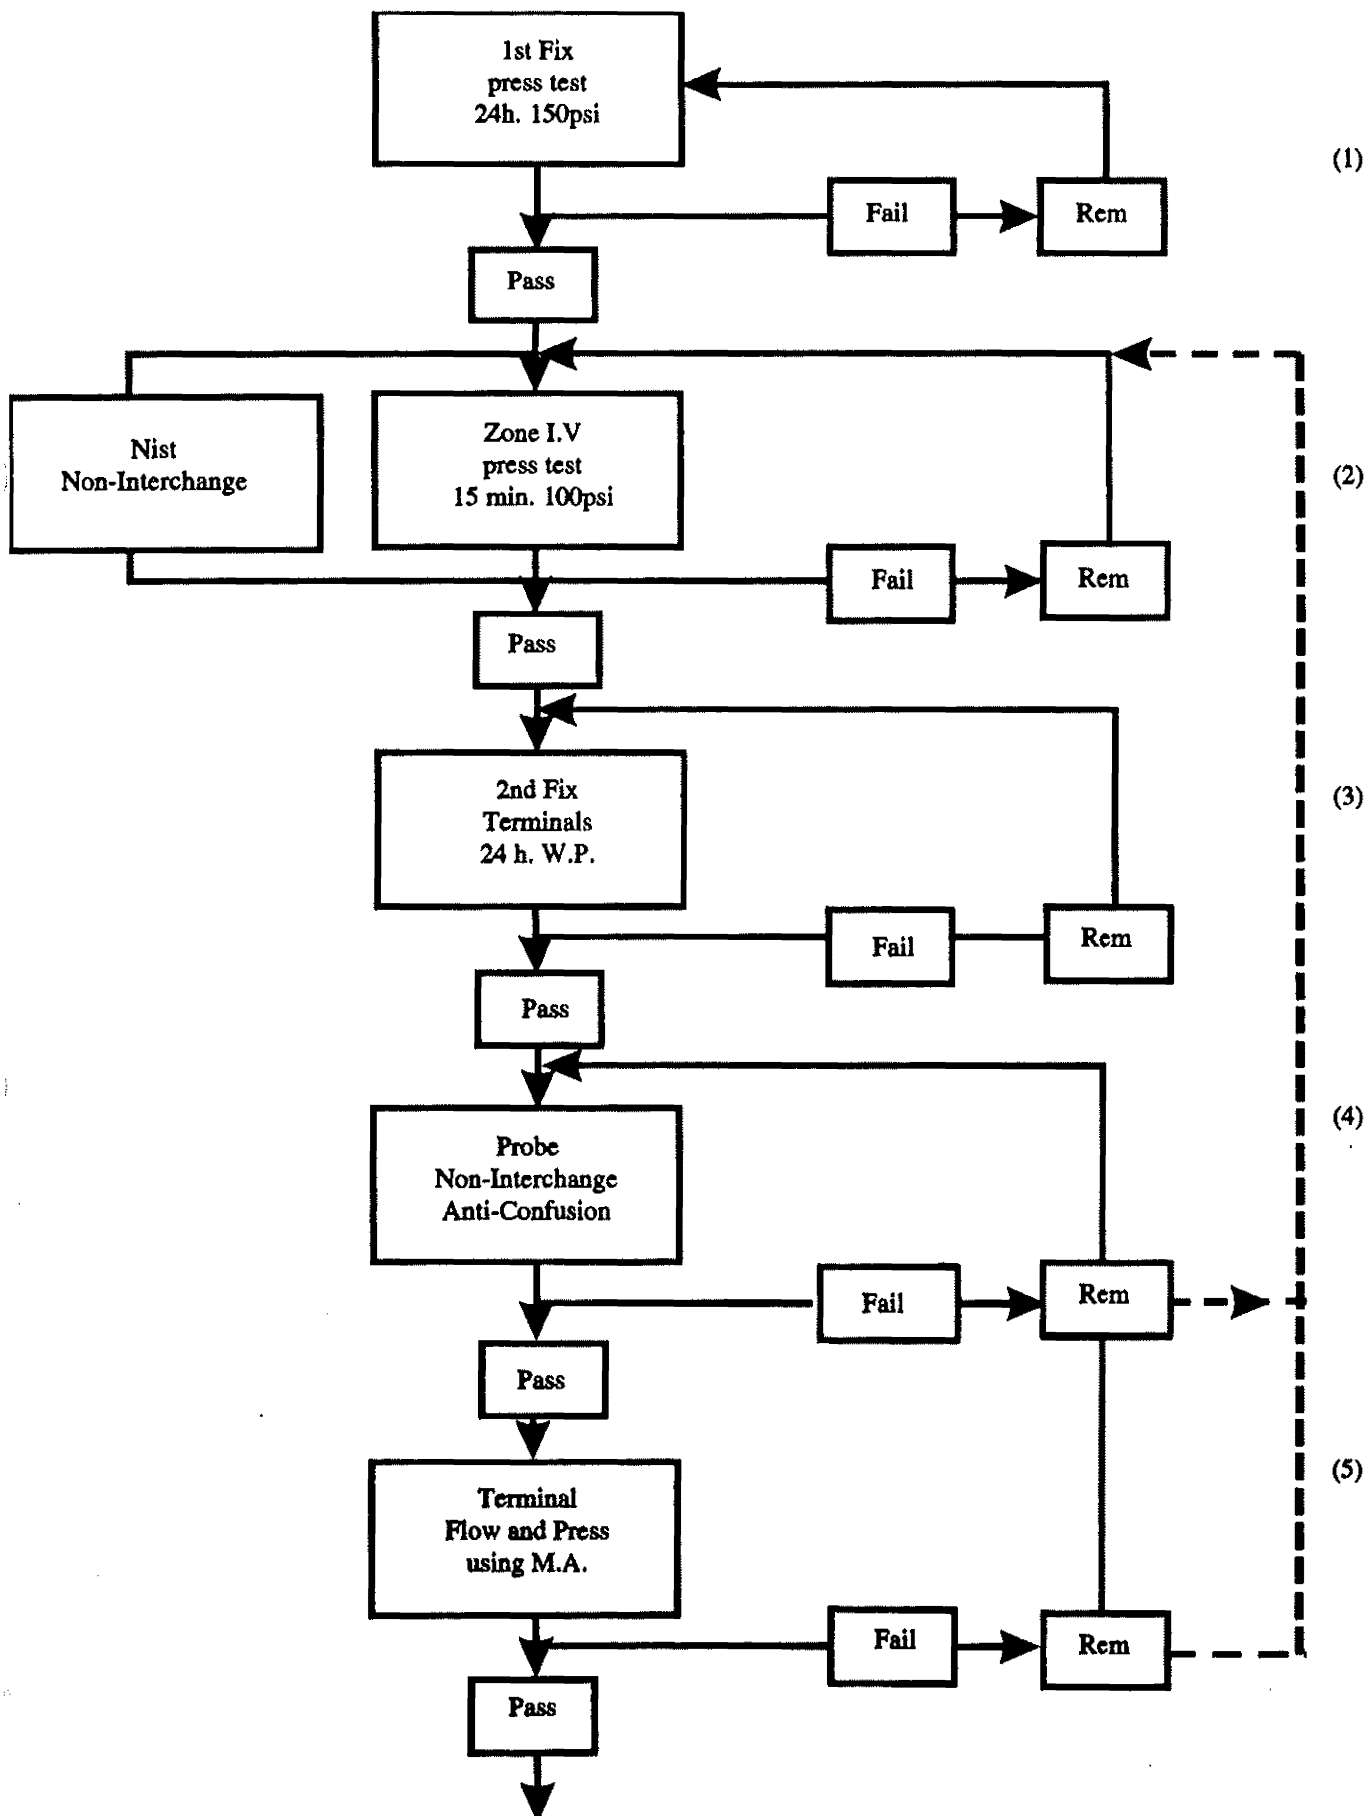 1st Fix
press test
24h. 150psi
(1)
Fail
Rem
Pass
Nist
Non-Interchange
Zone I.V
press test
15 min. 100psi
(2)
Fail
Rem
Pass
2nd Fix
Terminals
24 h. W.P.
(3)
Fail
Rem
Pass
Probe
Non-Interchange
Anti-Confusion
(4)
Fail
Rem
Pass
Terminal
Flow and Press
using M.A.
(5)
Fail
Rem
Pass